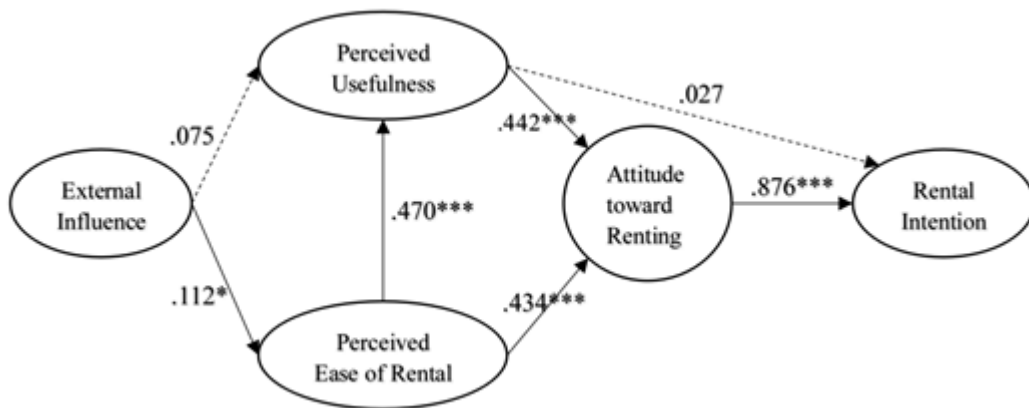 Perceived
Usefulness
.027
.442***
.075
External
Influence
Attitude
toward
Renting
.876***
Rental
Intention
.470***
.112*
.434***
Perceived
Ease of Rental